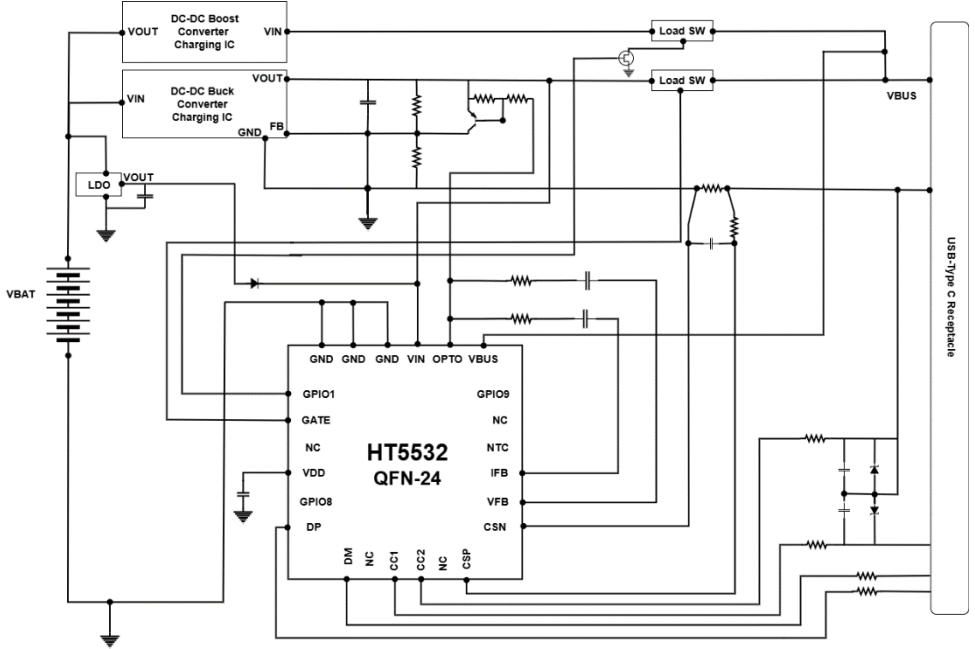 DC-DC Boost
Converter
Charging IC
VOUT
VIN
Load SW
DC-DC Buck
Converter
Charging IC
VIN
VOUT
FB
GND
Load SW
VBUS
LDO
VOUT
VBAT
USB-Type C Receptacle
GND
GND
GND
VIN
OPTO
VBUS
GPIO1
GATE
NC
VDD
GPIO8
DP
HT5532
QFN-24
GPIO9
NC
NTC
IFB
VFB
CSN
DM
NC
CC1
CC2
NC
CSP